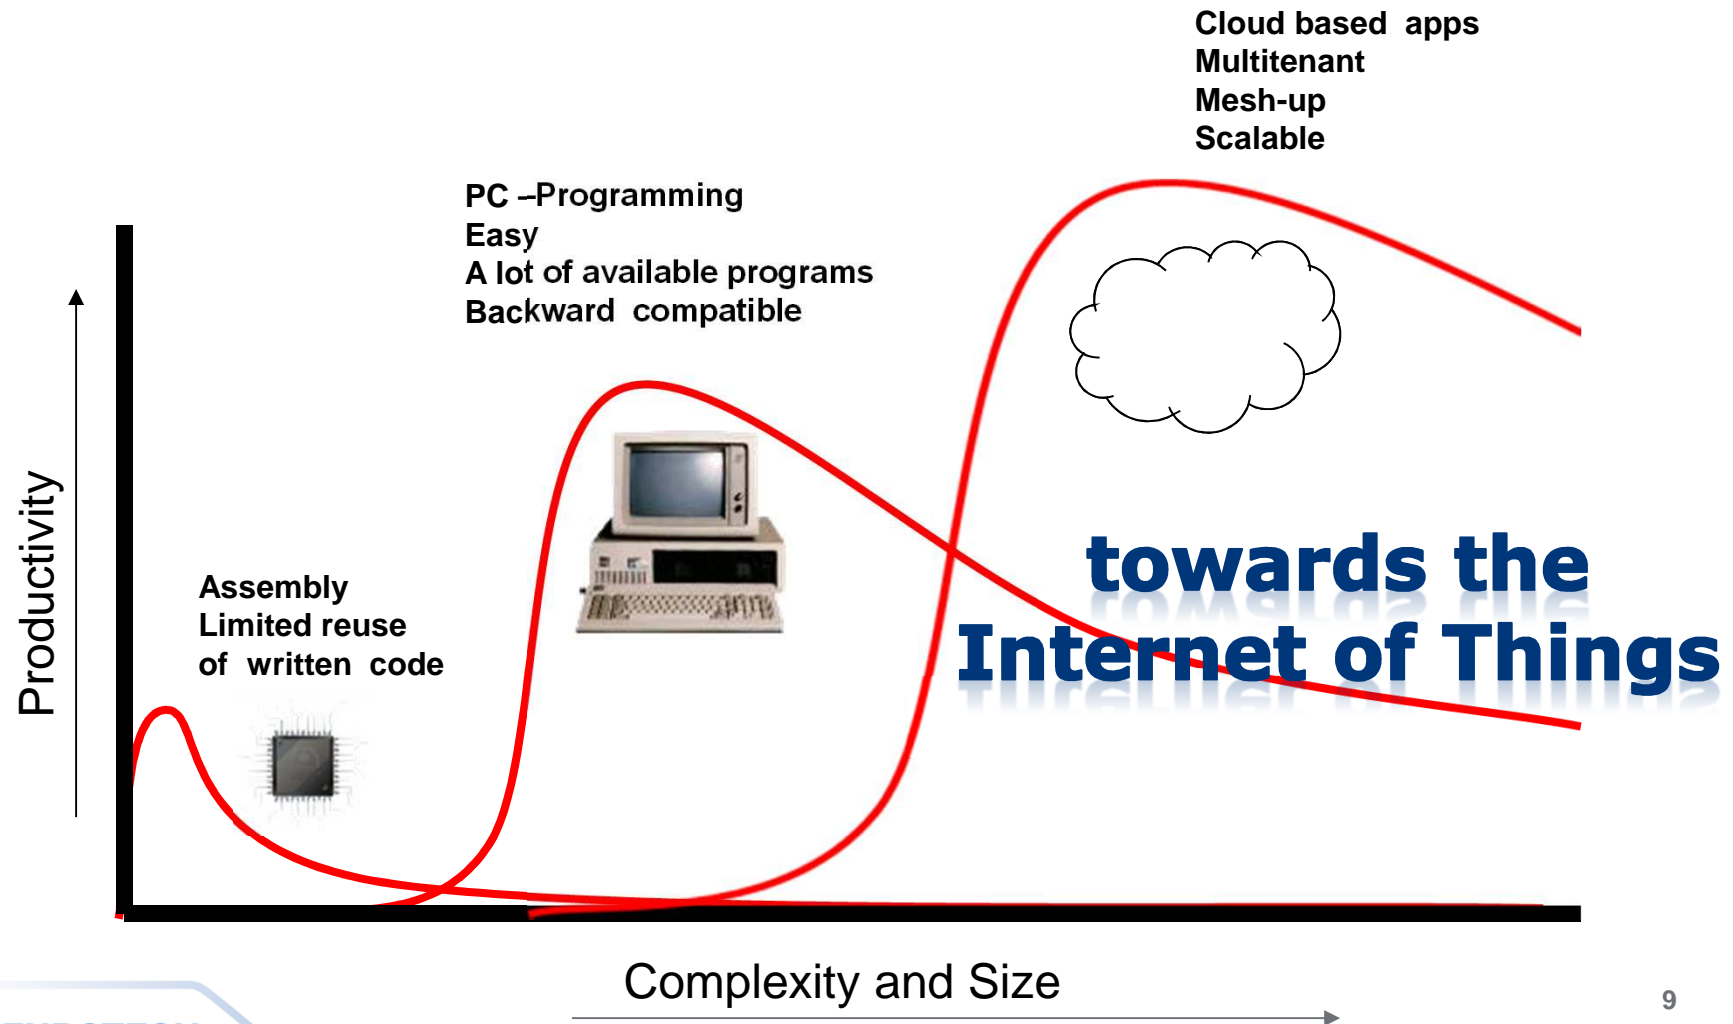 Cloud based apps
Multitenant
Mesh-up
Scalable
PC –Programming
Easy
A lot of available programs
Backward compatible
Productivity
Assembly
Limited reuse
of written code
towards the
Internet of Things
Complexity and Size
9